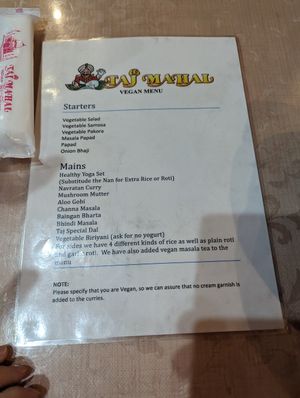 TAJ MAHAL
TAJ MAHAL
VEGAN MENU
Starters
Vegetable Salad
Vegetable Samosa
Vegetable Pakora
Masala Papad
Papad
Onion Bhaji
Mains
Healthy Yoga Set
(Substitute the Nan for Extra Rice or Roti)
Navratan Curry
Mushroom Mutter
Aloo Gobi
Channa Masala
Baingan Bharta
Bhindi Masala
Taj Special Dal
Vegetable Biriyani (ask for no yogurt)
For sides we have 4 different kinds of rice as well as plain roti
and garlic roti. We have also added vegan masala tea to the
menu
NOTE:
Please specify that you are Vegan, so we can assure that no cream garnish is
added to the curries.